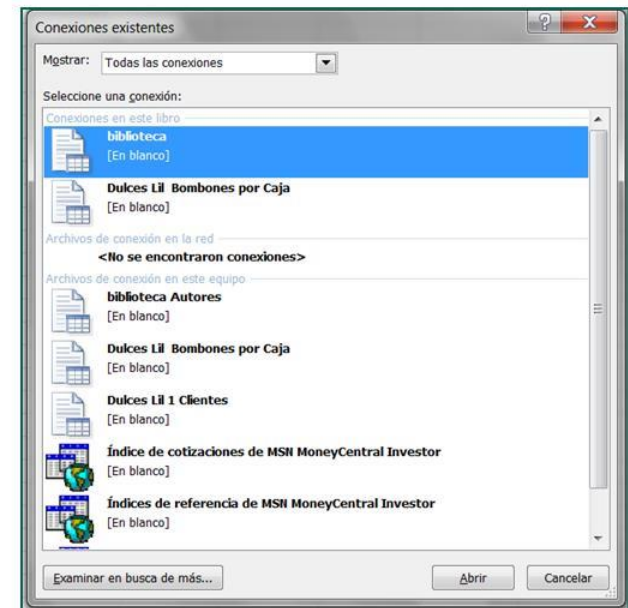 Conexiones existentes
Mostrar: Todas las conexiones
Seleccione una conexión:
Conexiones en este libro
biblioteca
[En blanco]
Dulces Lil Bombones por Caja
[En blanco]
Archivos de conexión en la red
<No se encontraron conexiones>
Archivos de conexión en este equipo
biblioteca Autores
[En blanco]
Dulces Lil Bombones por Caja
[En blanco]
Dulces Lil 1 Clientes
[En blanco]
Índice de cotizaciones de MSN MoneyCentral Investor
[En blanco]
Índices de referencia de MSN MoneyCentral Investor
[En blanco]
Examinar en busca de más... Abrir Cancelar